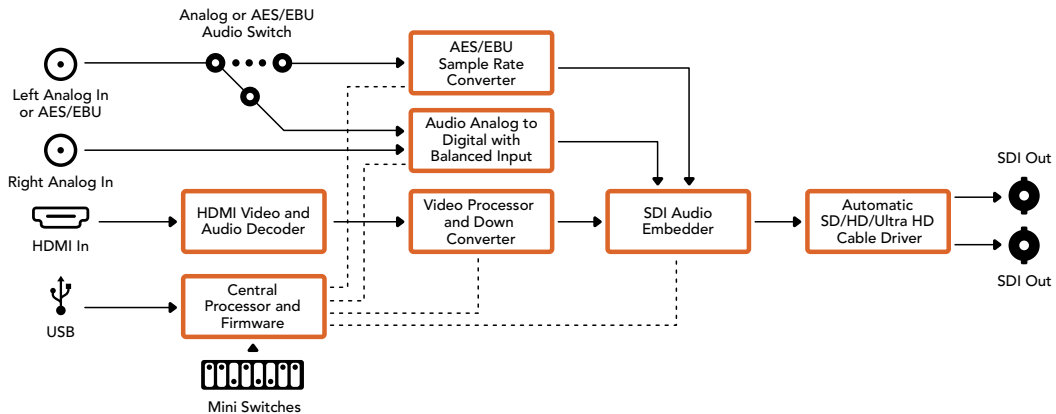 Analog or AES/EBU
Audio Switch
Left Analog In
or AES/EBU
Right Analog In
HDMI In
USB
AES/EBU
Sample Rate
Converter
Audio Analog to
Digital with
Balanced Input
HDMI Video and
Audio Decoder
Video Processor
and Down
Converter
SDI Audio
Embedder
Automatic
SD/HD/Ultra HD
Cable Driver
SDI Out
SDI Out
Central
Processor and
Firmware
Mini Switches